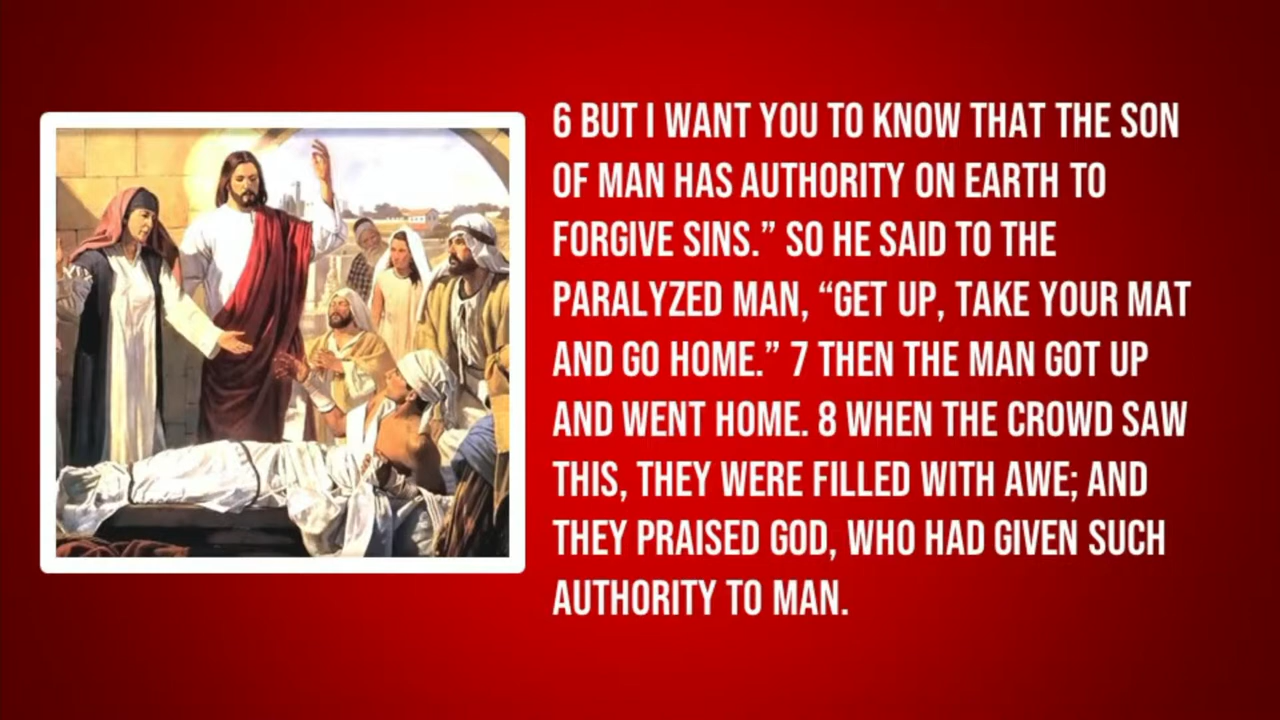 6 BUT I WANT YOU TO KNOW THAT THE SON
OF MAN HAS AUTHORITY ON EARTH TO
FORGIVE SINS.” SO HE SAID TO THE
PARALYZED MAN, “GET UP, TAKE YOUR MAT
AND GO HOME.” 7 THEN THE MAN GOT UP
AND WENT HOME. 8 WHEN THE CROWD SAW
THIS, THEY WERE FILLED WITH AWE; AND
THEY PRAISED GOD, WHO HAD GIVEN SUCH
AUTHORITY TO MAN.